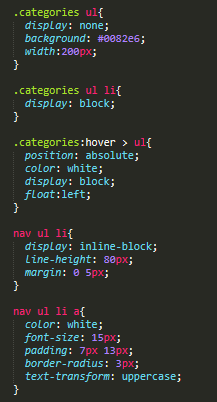 .categories ul{
display: none;
background: #0082e6;
width:200px;
}
.categories ul li{
display: block;
}
.categories:hover > ul{
position: absolute;
color: white;
display: block;
float:left;
}
nav ul li{
display: inline-block;
line-height: 80px;
margin: 0 5px;
}
nav ul li a{
color: white;
font-size: 15px;
padding: 7px 13px;
border-radius: 3px;
text-transform: uppercase;
}